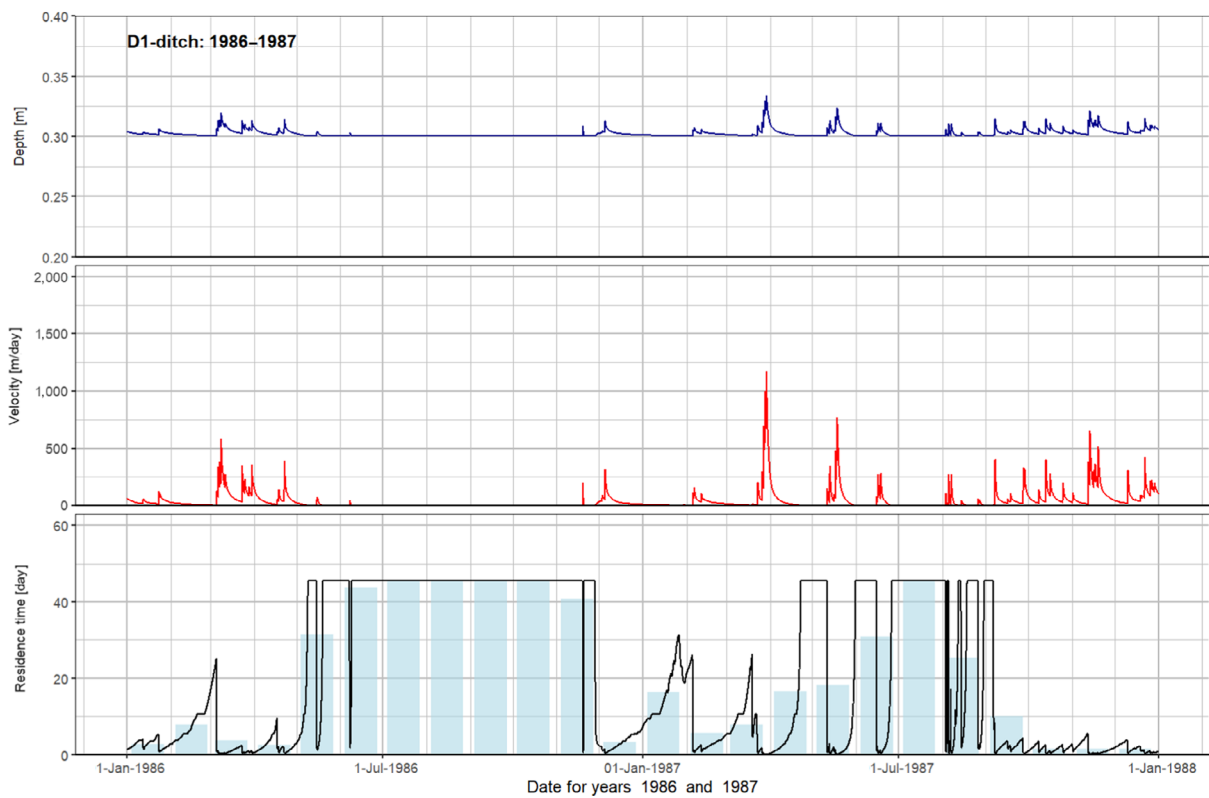 0.40
D1-ditch: 1986–1987
0.35
0.30
0.25
0.20
Depth [m]
2,000
1,500
1,000
500
0
Velocity [m/day]
60
40
20
0
Residence time [day]
1-Jan-1986 1-Jul-1986 01-Jan-1987 1-Jul-1987 1-Jan-1988
Date for years 1986 and 1987